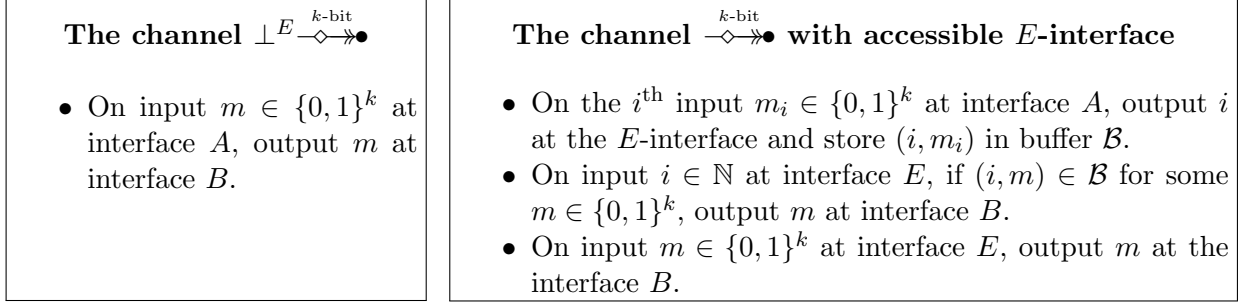 The channel ⊥^E —◇—↠● (k-bit)
• On input m ∈ {0, 1}^k at
interface A, output m at
interface B.
The channel —◇—↠● (k-bit) with accessible E-interface
• On the i^th input m_i ∈ {0, 1}^k at interface A, output i
at the E-interface and store (i, m_i) in buffer ℬ.
• On input i ∈ ℕ at interface E, if (i, m) ∈ ℬ for some
m ∈ {0, 1}^k, output m at interface B.
• On input m ∈ {0, 1}^k at interface E, output m at the
interface B.